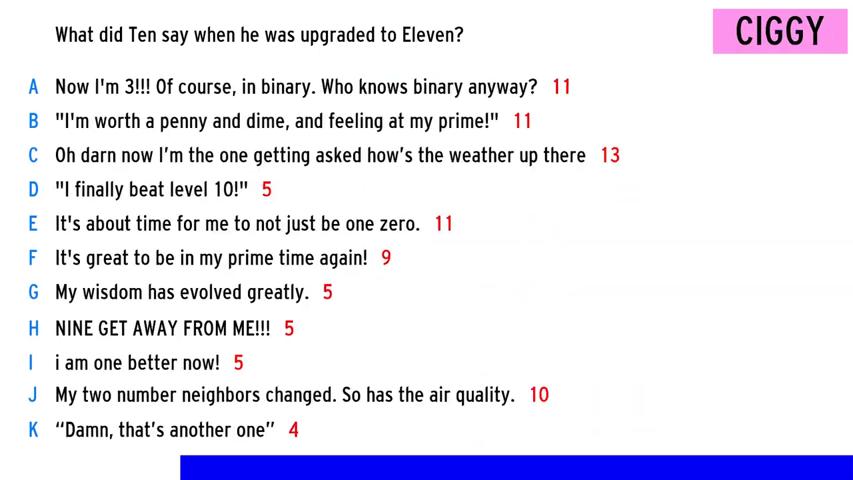 What did Ten say when he was upgraded to Eleven?
CIGGY
A Now I'm 3!!! Of course, in binary. Who knows binary anyway? 11
B "I'm worth a penny and dime, and feeling at my prime!" 11
C Oh darn now I’m the one getting asked how’s the weather up there 13
D "I finally beat level 10!" 5
E It's about time for me to not just be one zero. 11
F It's great to be in my prime time again! 9
G My wisdom has evolved greatly. 5
H NINE GET AWAY FROM ME!!! 5
I i am one better now! 5
J My two number neighbors changed. So has the air quality. 10
K “Damn, that’s another one” 4